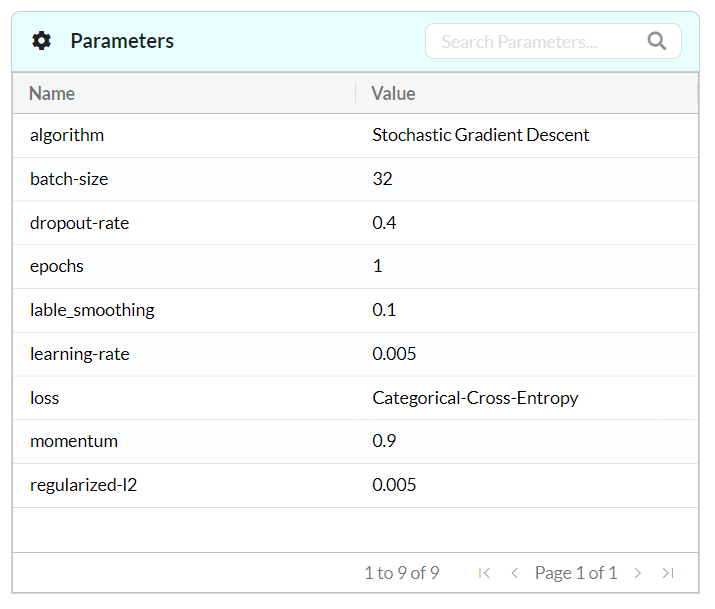 Parameters
Search Parameters...
Name Value
algorithm Stochastic Gradient Descent
batch-size 32
dropout-rate 0.4
epochs 1
lable_smoothing 0.1
learning-rate 0.005
loss Categorical-Cross-Entropy
momentum 0.9
regularized-l2 0.005
1 to 9 of 9 Page 1 of 1